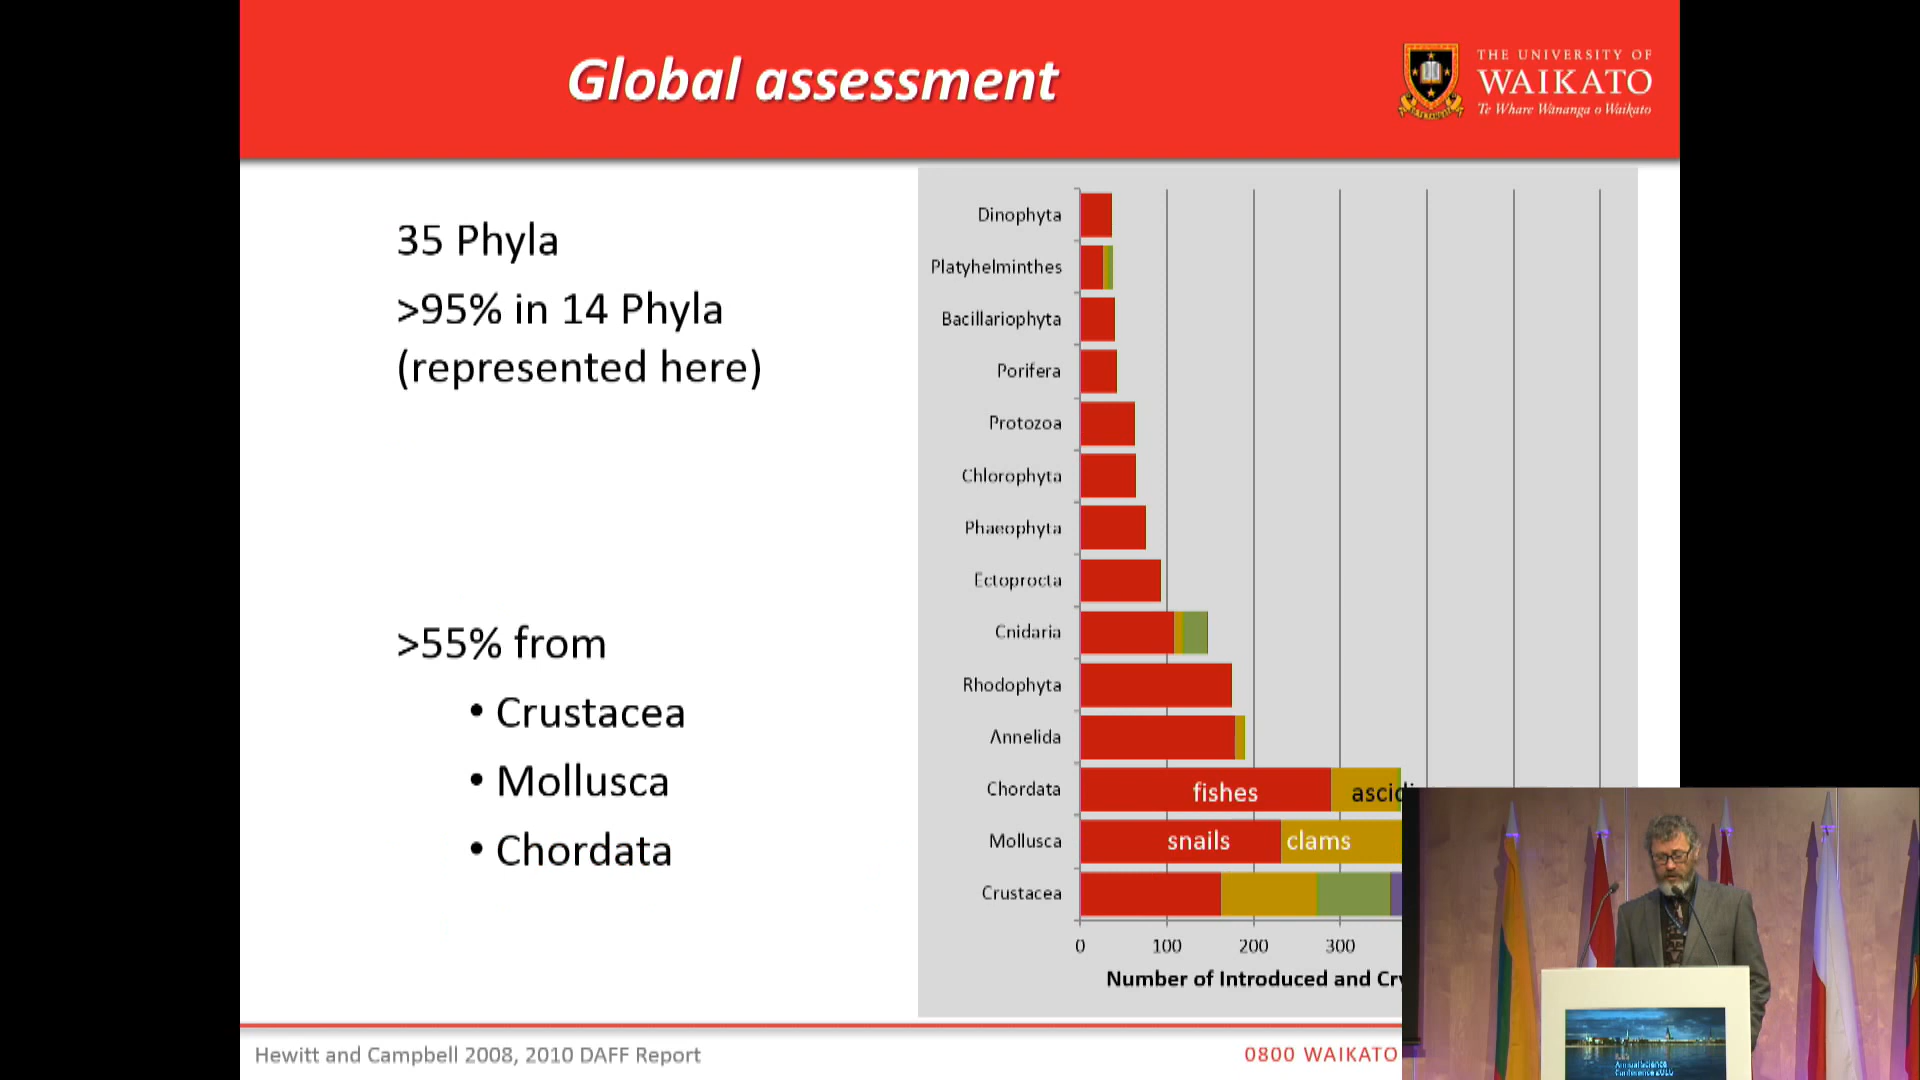 Global assessment
THE UNIVERSITY OF
WAIKATO
Te Whare Wānanga o Waikato
35 Phyla
>95% in 14 Phyla
(represented here)
>55% from
• Crustacea
• Mollusca
• Chordata
Dinophyta
Platyhelminthes
Bacillariophyta
Porifera
Protozoa
Chlorophyta
Phaeophyta
Ectoprocta
Cnidaria
Rhodophyta
Annelida
Chordata
fishes
Mollusca
snails clams
Crustacea
0 100 200 300
Number of Introduced and
Hewitt and Campbell 2008, 2010 DAFF Report
0800 WAIKATO
Annual Science